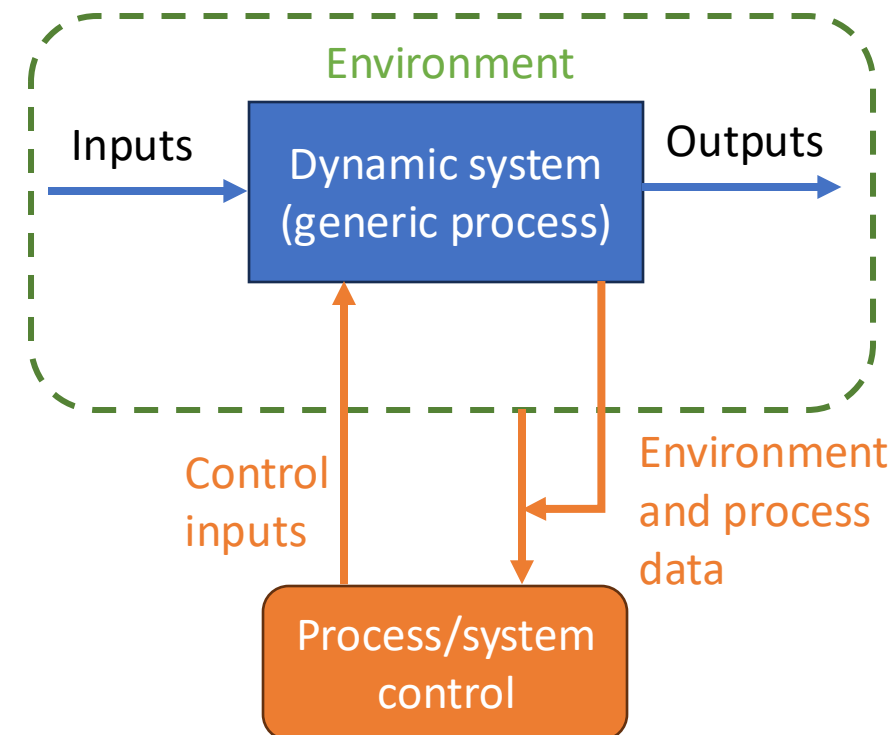 Environment
Inputs
Outputs
Dynamic system
(generic process)
Control
inputs
Environment
and process
data
Process/system
control